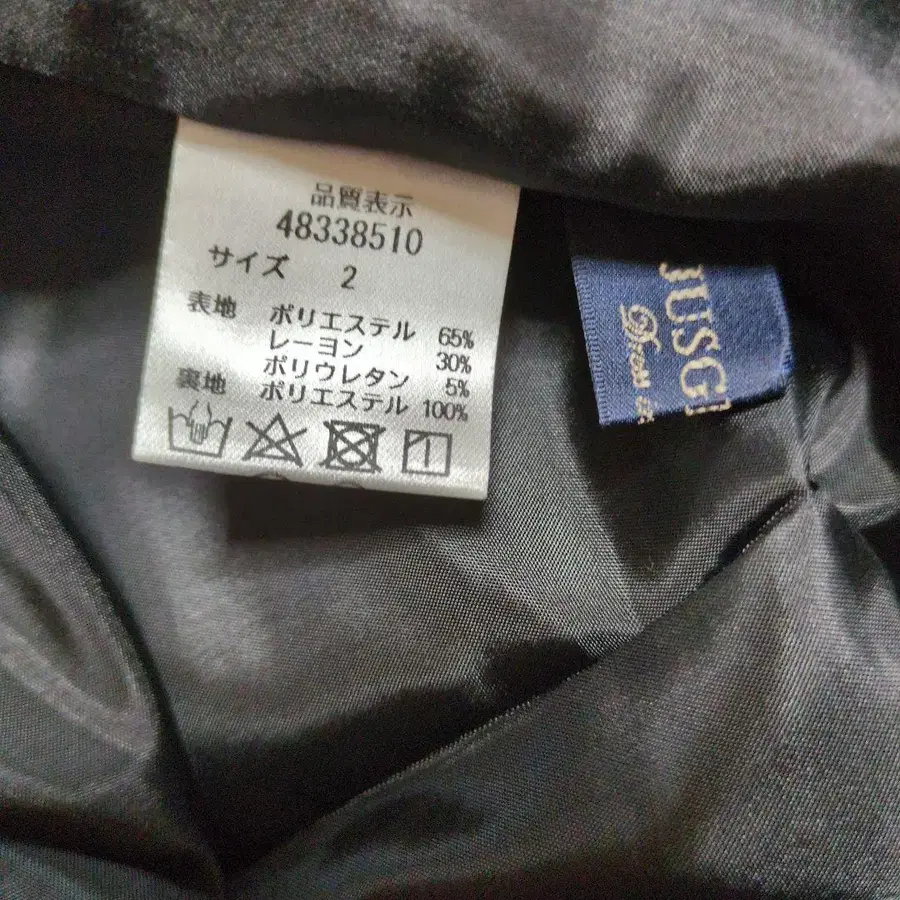 品質表示
48338510
サイズ 2
表地 ポリエステル 65%
レーヨン 30%
ポリウレタン 5%
裏地 ポリエステル 100%
JUSG
Dress